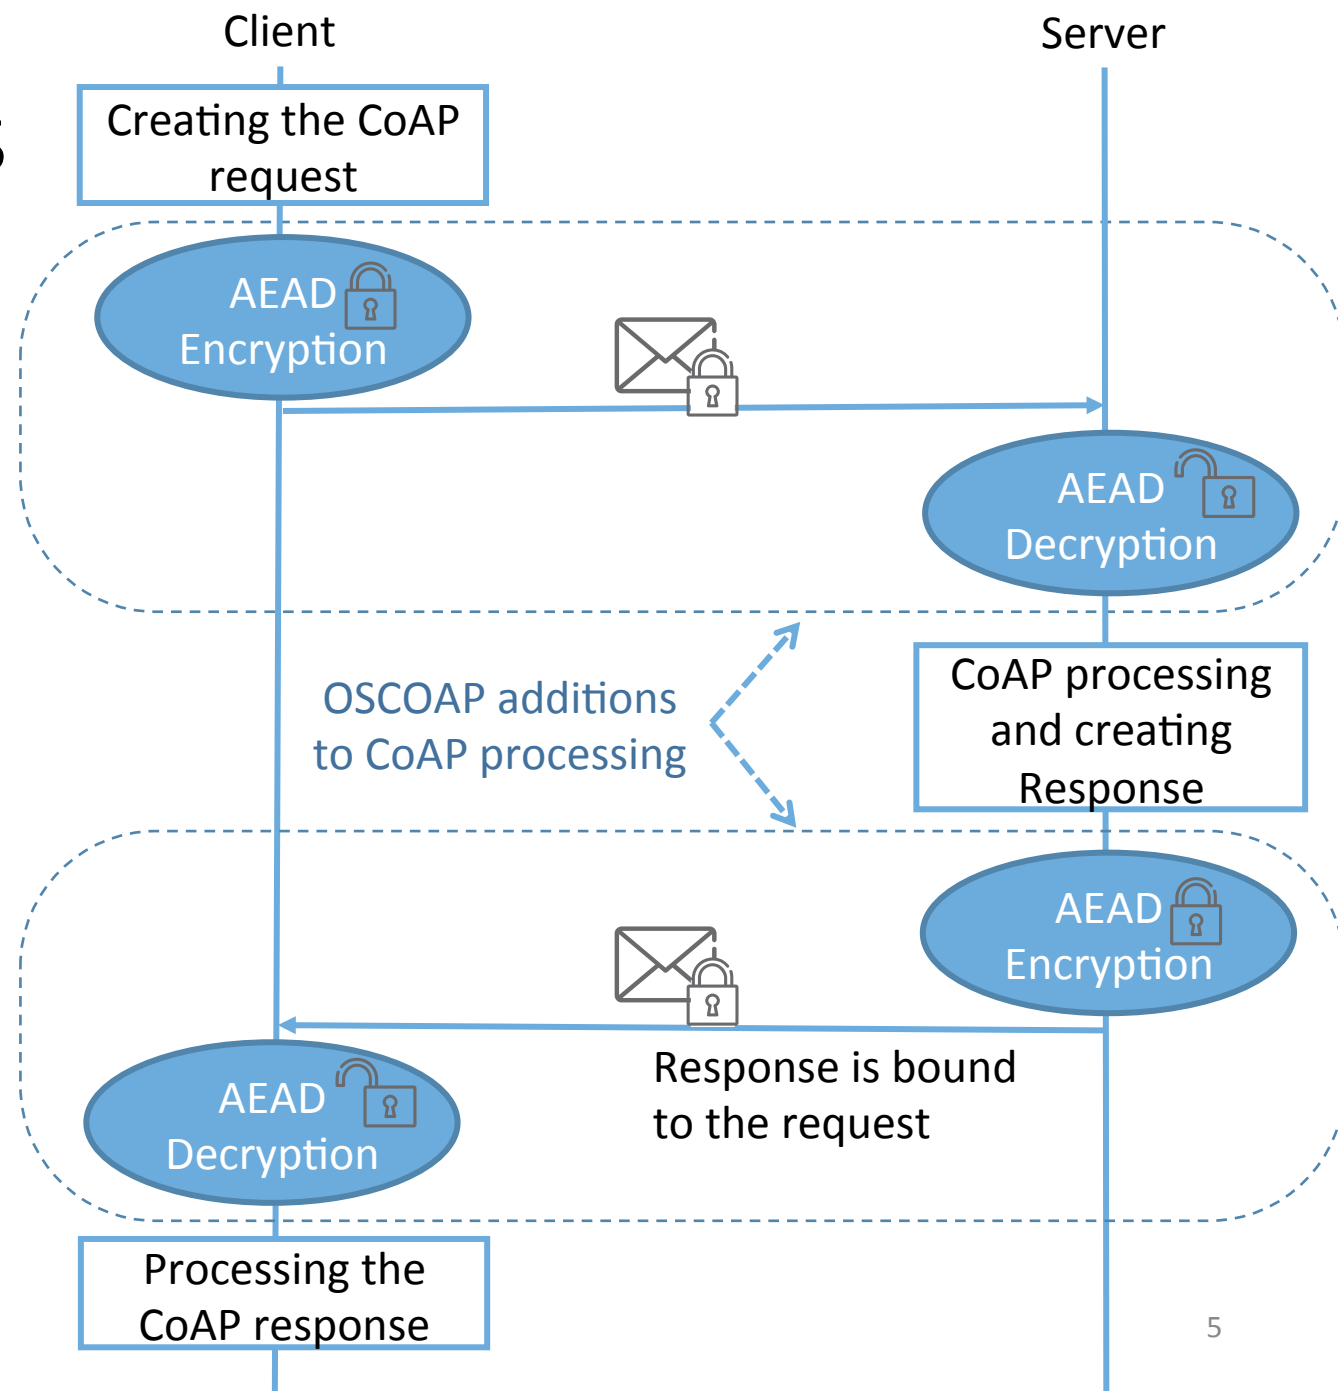 Client
Server
Creating the CoAP
request
AEAD
Encryption
AEAD
Decryption
OSCOAP additions
to CoAP processing
CoAP processing
and creating
Response
AEAD
Encryption
Response is bound
to the request
AEAD
Decryption
Processing the
CoAP response
5